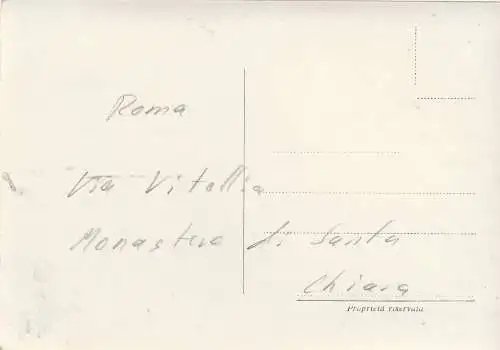 Roma
Via Vitellia
Monastero di Santa
Chiara
Proprietà riservata